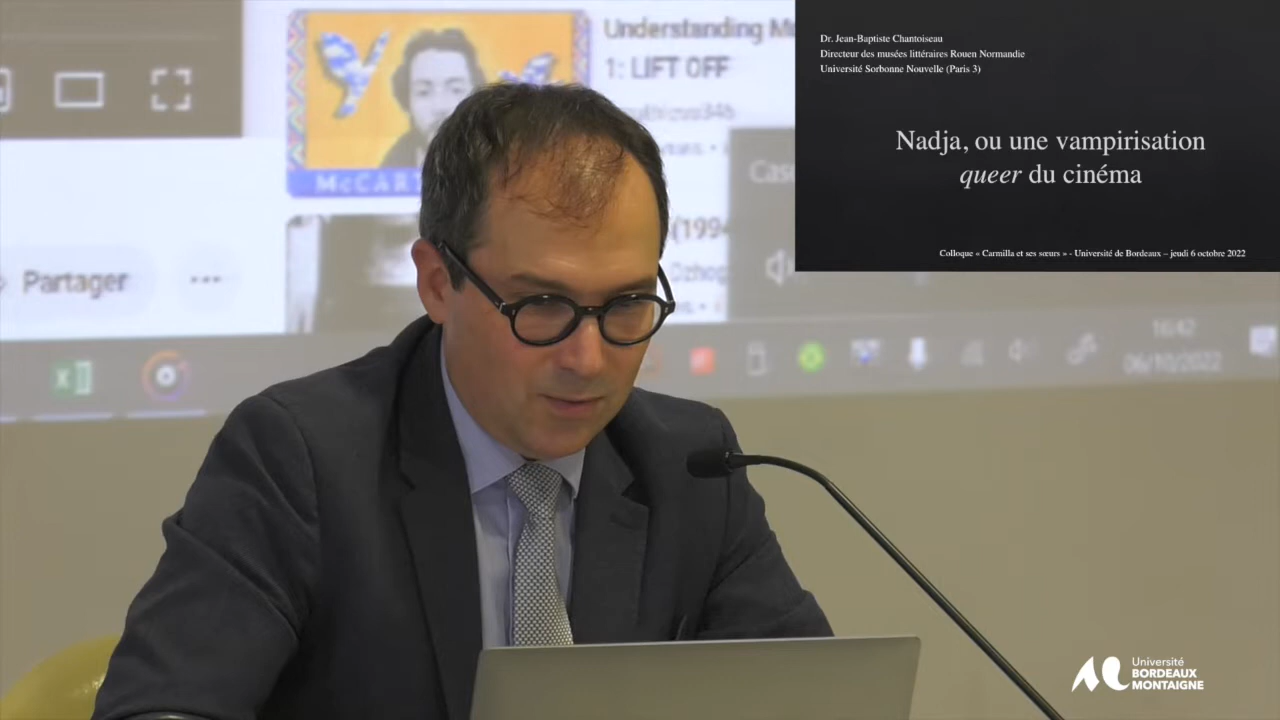 Understanding M
1: LIFT OFF
McCAR
(1994
Partager
16:42
06/10/2022
Dr. Jean-Baptiste Chantoiseau
Directeur des musées littéraires Rouen Normandie
Université Sorbonne Nouvelle (Paris 3)
Nadja, ou une vampirisation
queer du cinéma
Colloque « Carmilla et ses sœurs » - Université de Bordeaux – jeudi 6 octobre 2022
Université
BORDEAUX
MONTAIGNE